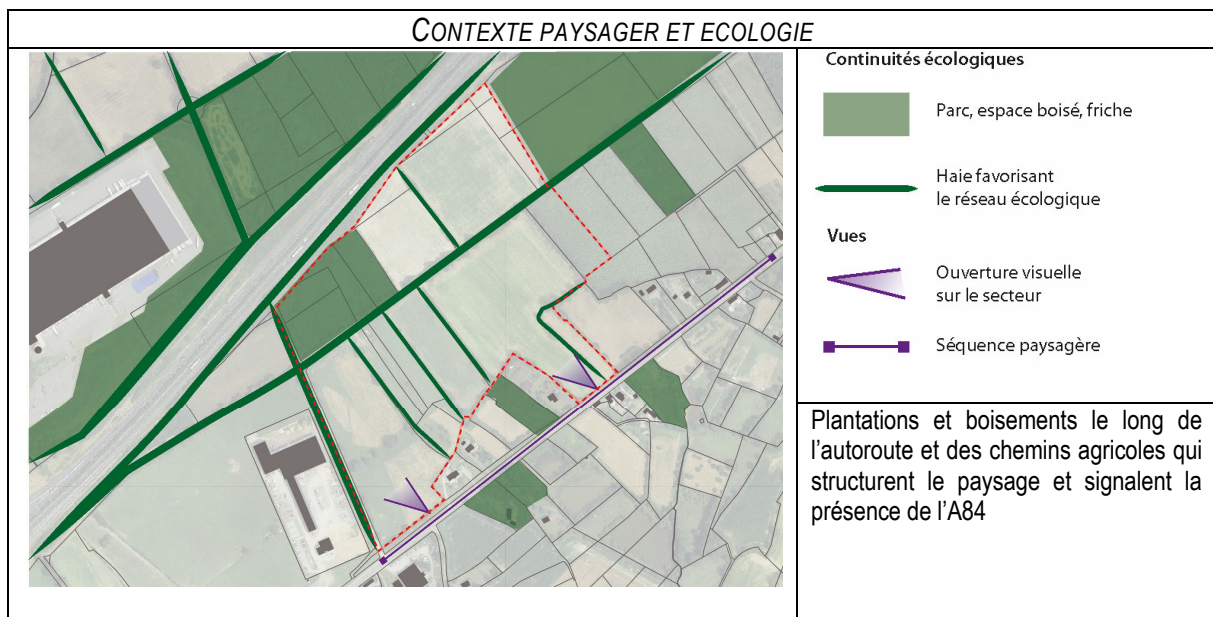 CONTEXTE PAYSAGER ET ECOLOGIE
Continuités écologiques
Parc, espace boisé, friche
Haie favorisant
le réseau écologique
Vues
Ouverture visuelle
sur le secteur
Séquence paysagère
Plantations et boisements le long de
l'autoroute et des chemins agricoles qui
structurent le paysage et signalent la
présence de l'A84